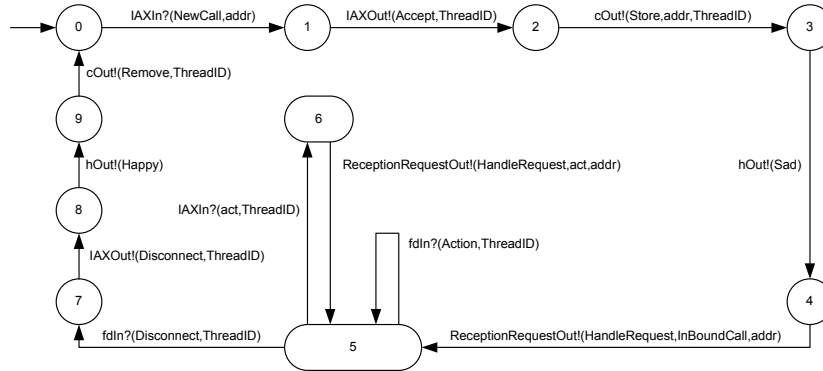 0
IAXIn?(NewCall,addr)
1
IAXOut!(Accept,ThreadID)
2
cOut!(Store,addr,ThreadID)
3
cOut!(Remove,ThreadID)
9
6
ReceptionRequestOut!(HandleRequest,act,addr)
hOut!(Happy)
hOut!(Sad)
IAXIn?(act,ThreadID)
8
fdIn?(Action,ThreadID)
IAXOut!(Disconnect,ThreadID)
7
4
fdIn?(Disconnect,ThreadID)
5
ReceptionRequestOut!(HandleRequest,InBoundCall,addr)